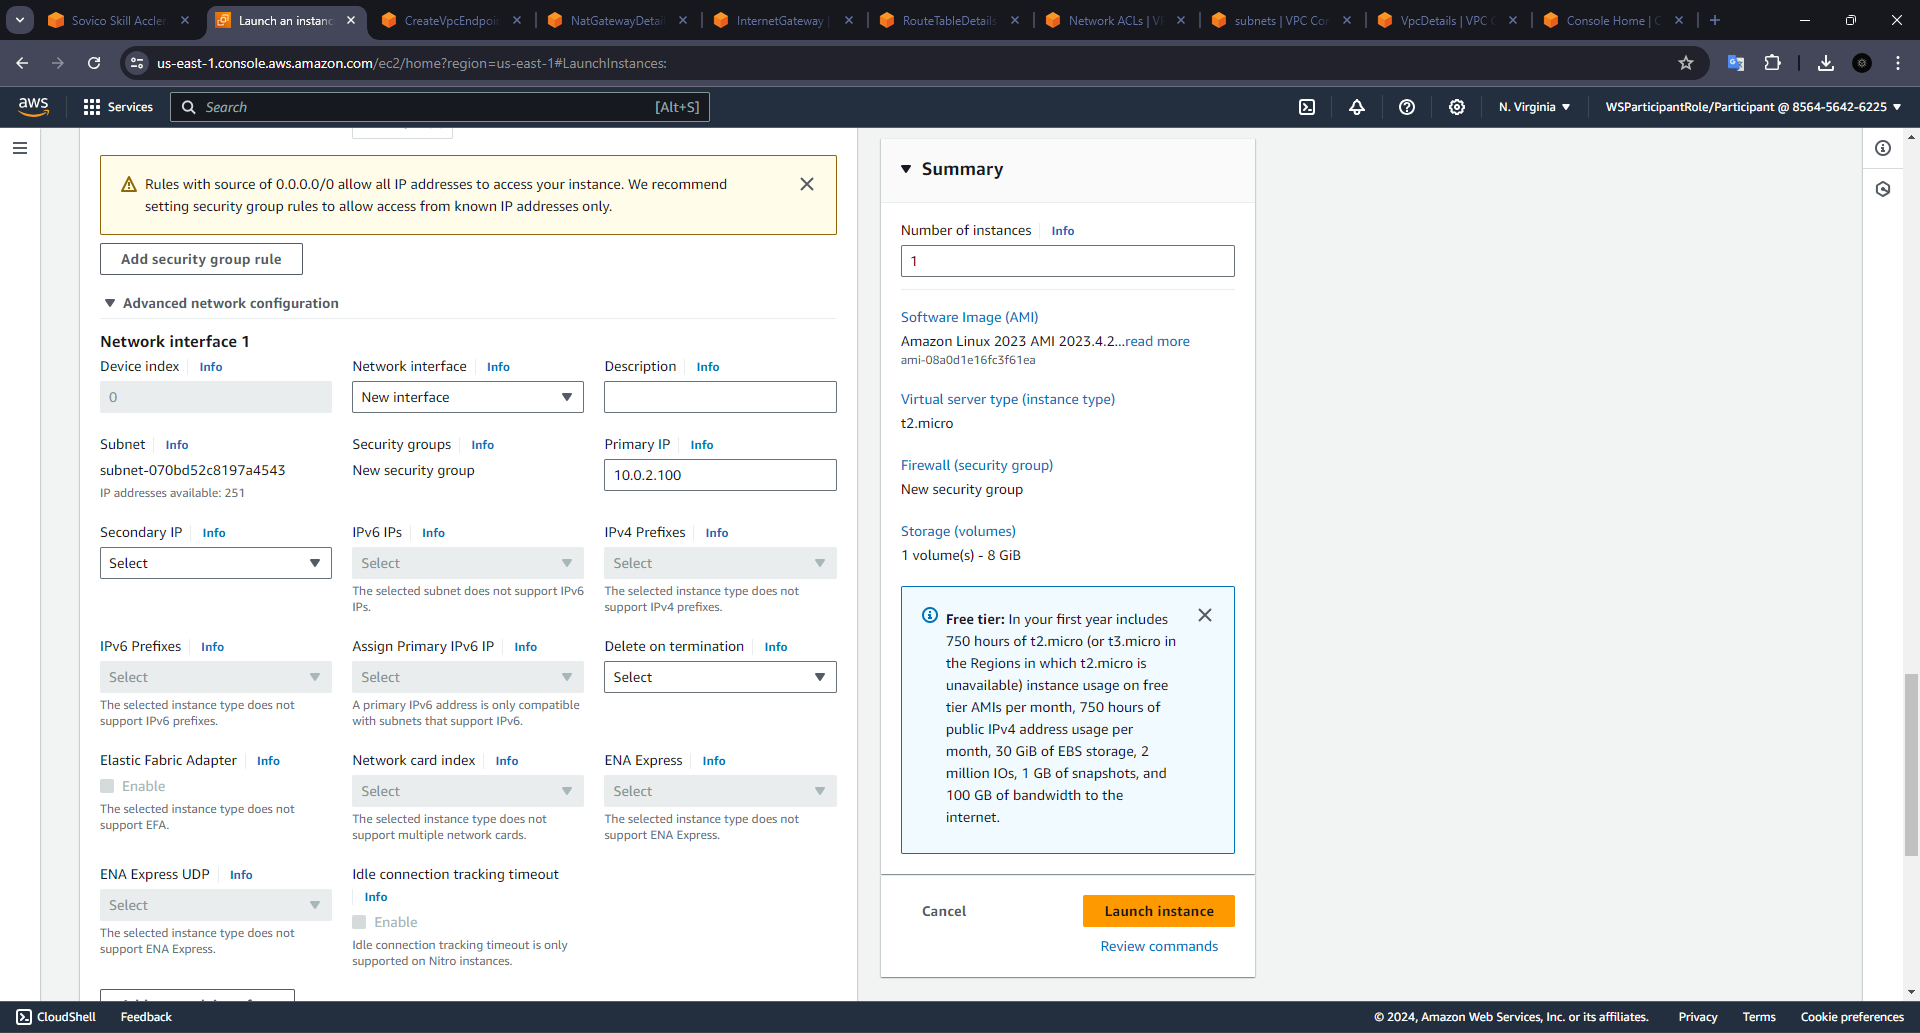 Sovico Skill Accler
Launch an instanc
CreateVpcEndpoin
NatGatewayDetail
InternetGateway |
RouteTableDetails
Network ACLs | VP
subnets | VPC Con
VpcDetails | VPC C
Console Home | C
us-east-1.console.aws.amazon.com/ec2/home?region=us-east-1#LaunchInstances:
aws
Services
Search
[Alt+S]
N. Virginia
WSParticipantRole/Participant @ 8564-5642-6225
Rules with source of 0.0.0.0/0 allow all IP addresses to access your instance. We recommend
setting security group rules to allow access from known IP addresses only.
Add security group rule
Advanced network configuration
Network interface 1
Device index Info
0
Network interface Info
New interface
Description Info
Subnet Info
subnet-070bd52c8197a4543
IP addresses available: 251
Security groups Info
New security group
Primary IP Info
10.0.2.100
Secondary IP Info
Select
IPv6 IPs Info
Select
The selected subnet does not support IPv6
IPs.
IPv4 Prefixes Info
Select
The selected instance type does not
support IPv4 prefixes.
IPv6 Prefixes Info
Select
The selected instance type does not
support IPv6 prefixes.
Assign Primary IPv6 IP Info
Select
A primary IPv6 address is only compatible
with subnets that support IPv6.
Delete on termination Info
Select
Elastic Fabric Adapter Info
Enable
The selected instance type does not
support EFA.
Network card index Info
Select
The selected instance type does not
support multiple network cards.
ENA Express Info
Select
The selected instance type does not
support ENA Express.
ENA Express UDP Info
Select
The selected instance type does not
support ENA Express.
Idle connection tracking timeout
Info
Enable
Idle connection tracking timeout is only
supported on Nitro instances.
Summary
Number of instances Info
1
Software Image (AMI)
Amazon Linux 2023 AMI 2023.4.2...read more
ami-08a0d1e16fc3f61ea
Virtual server type (instance type)
t2.micro
Firewall (security group)
New security group
Storage (volumes)
1 volume(s) - 8 GiB
Free tier: In your first year includes
750 hours of t2.micro (or t3.micro in
the Regions in which t2.micro is
unavailable) instance usage on free
tier AMIs per month, 750 hours of
public IPv4 address usage per
month, 30 GiB of EBS storage, 2
million IOs, 1 GB of snapshots, and
100 GB of bandwidth to the
internet.
Cancel
Launch instance
Review commands
CloudShell
Feedback
© 2024, Amazon Web Services, Inc. or its affiliates.
Privacy
Terms
Cookie preferences